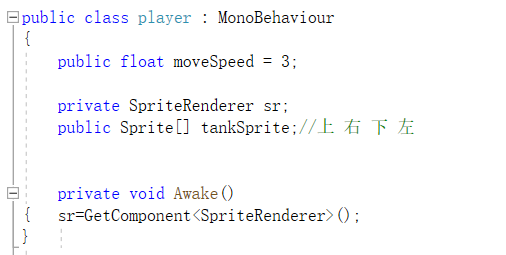 public class player : MonoBehaviour
{
    public float moveSpeed = 3;
    private SpriteRenderer sr;
    public Sprite[] tankSprite;//上 右 下 左
    private void Awake()
{   sr=GetComponent<SpriteRenderer>();
}